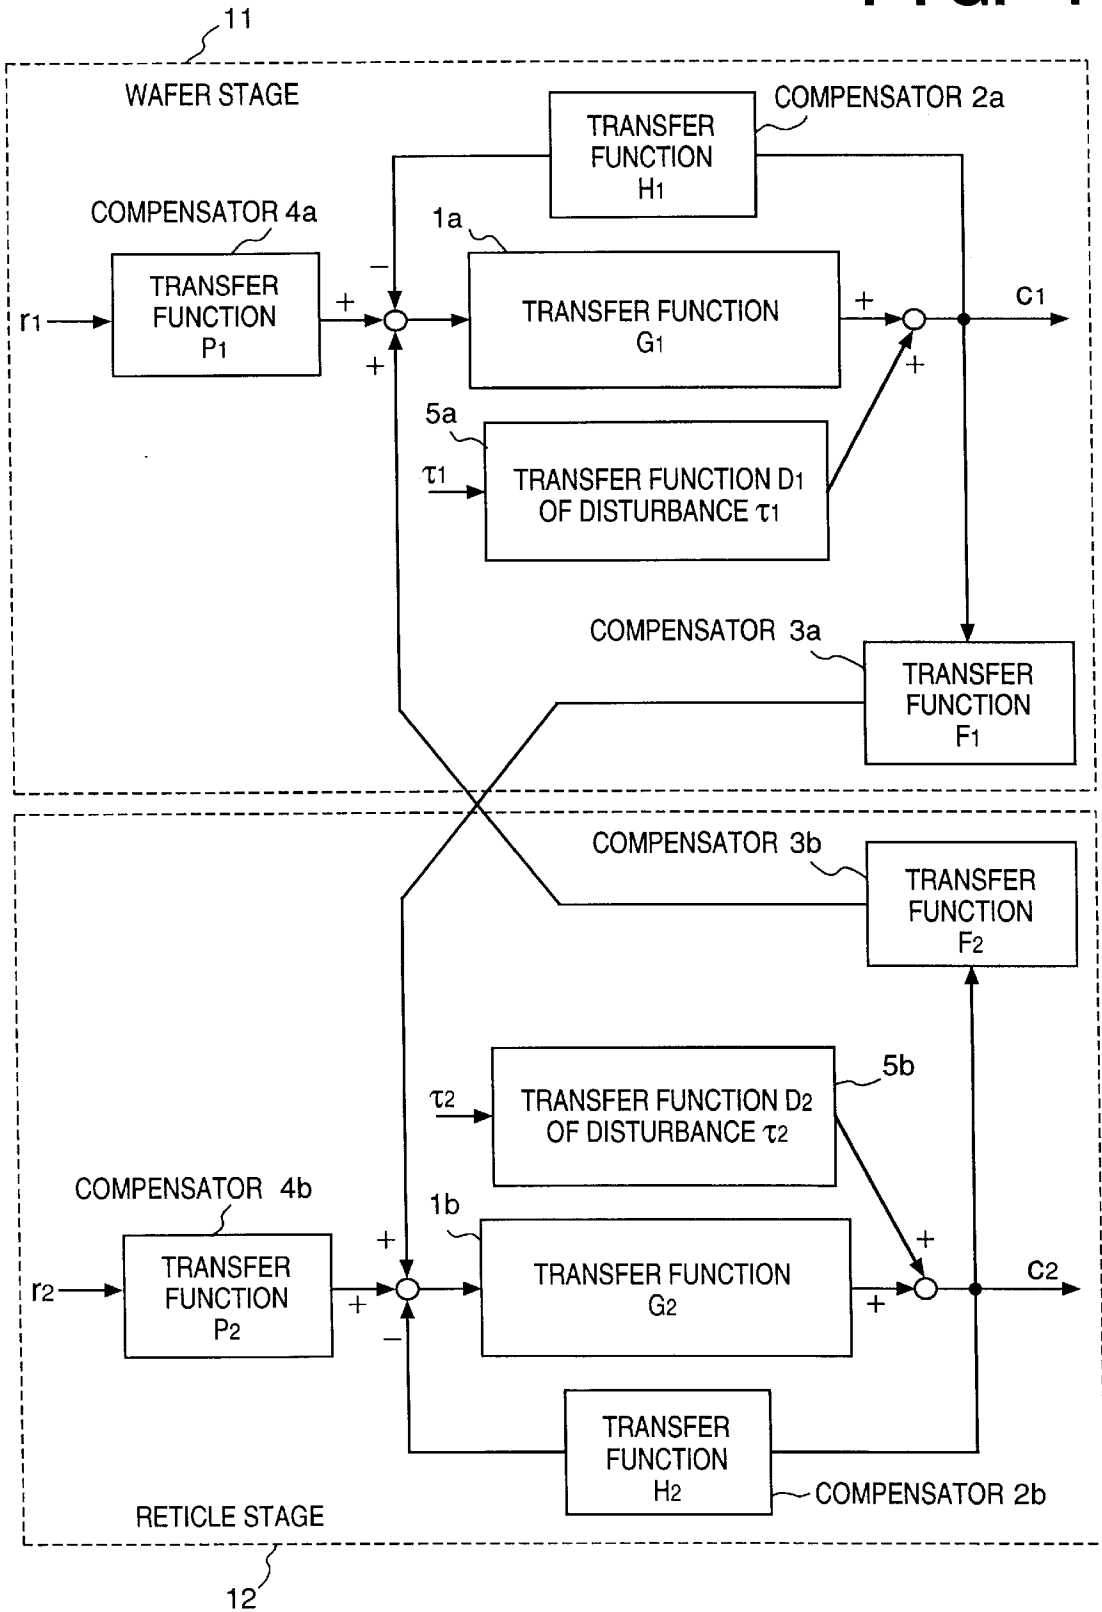 11
WAFER STAGE
COMPENSATOR 2a
TRANSFER
FUNCTION
H1
COMPENSATOR 4a
1a
TRANSFER
FUNCTION
P1
r1
+
−
+
TRANSFER FUNCTION
G1
+
+
C1
5a
τ1
TRANSFER FUNCTION D1
OF DISTURBANCE τ1
COMPENSATOR 3a
TRANSFER
FUNCTION
F1
COMPENSATOR 3b
TRANSFER
FUNCTION
F2
5b
τ2
TRANSFER FUNCTION D2
OF DISTURBANCE τ2
COMPENSATOR 4b
1b
TRANSFER
FUNCTION
P2
r2
+
+
−
TRANSFER FUNCTION
G2
+
+
C2
TRANSFER
FUNCTION
H2
COMPENSATOR 2b
RETICLE STAGE
12